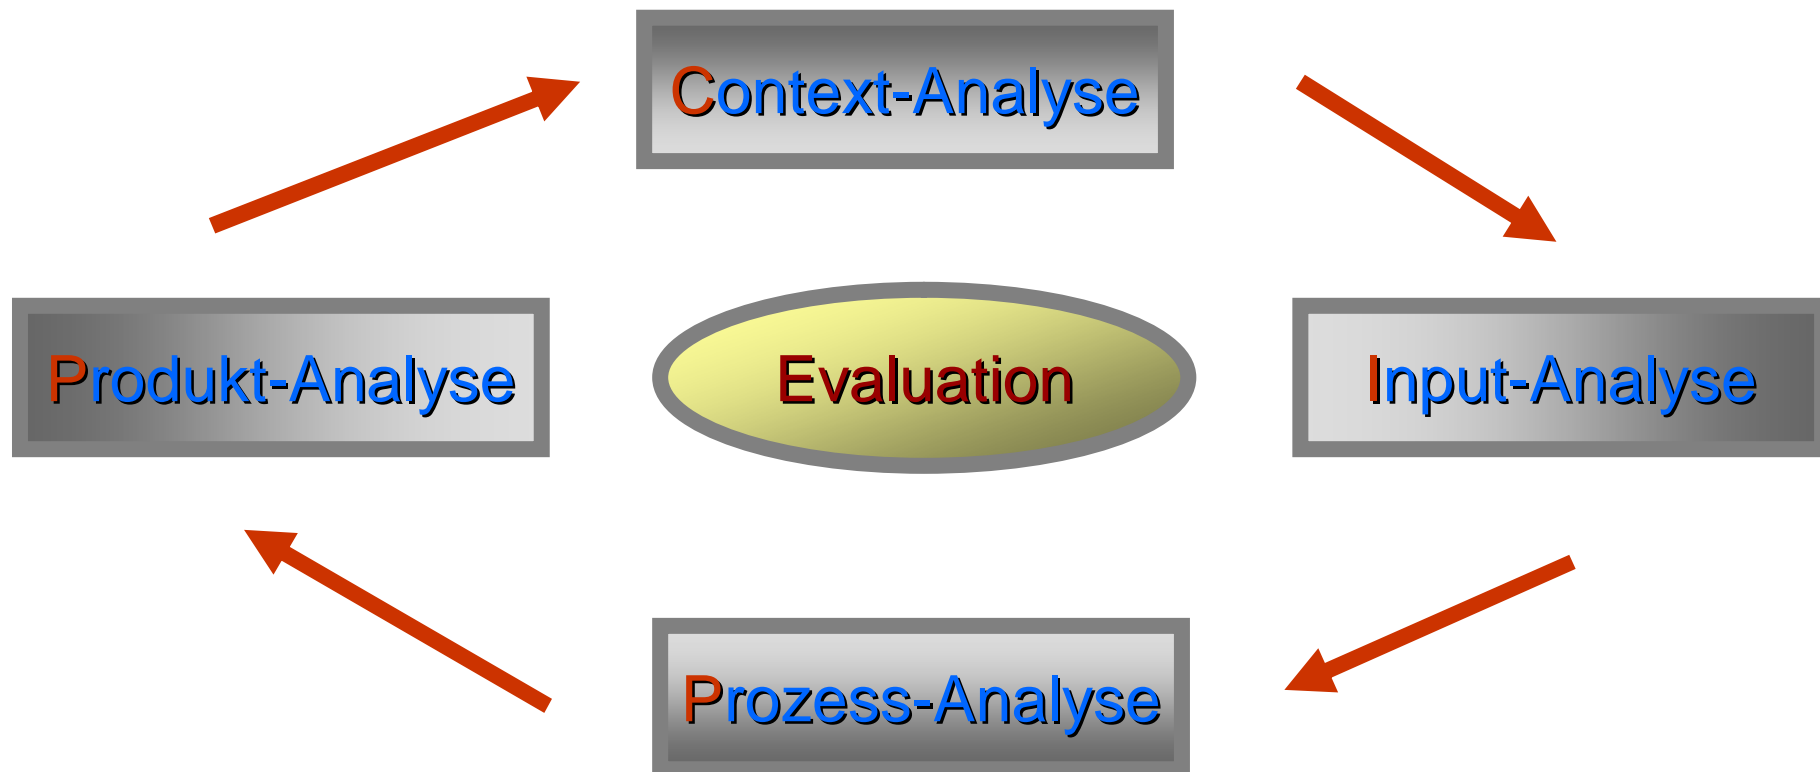 Context-Analyse
Produkt-Analyse
Evaluation
Input-Analyse
Prozess-Analyse